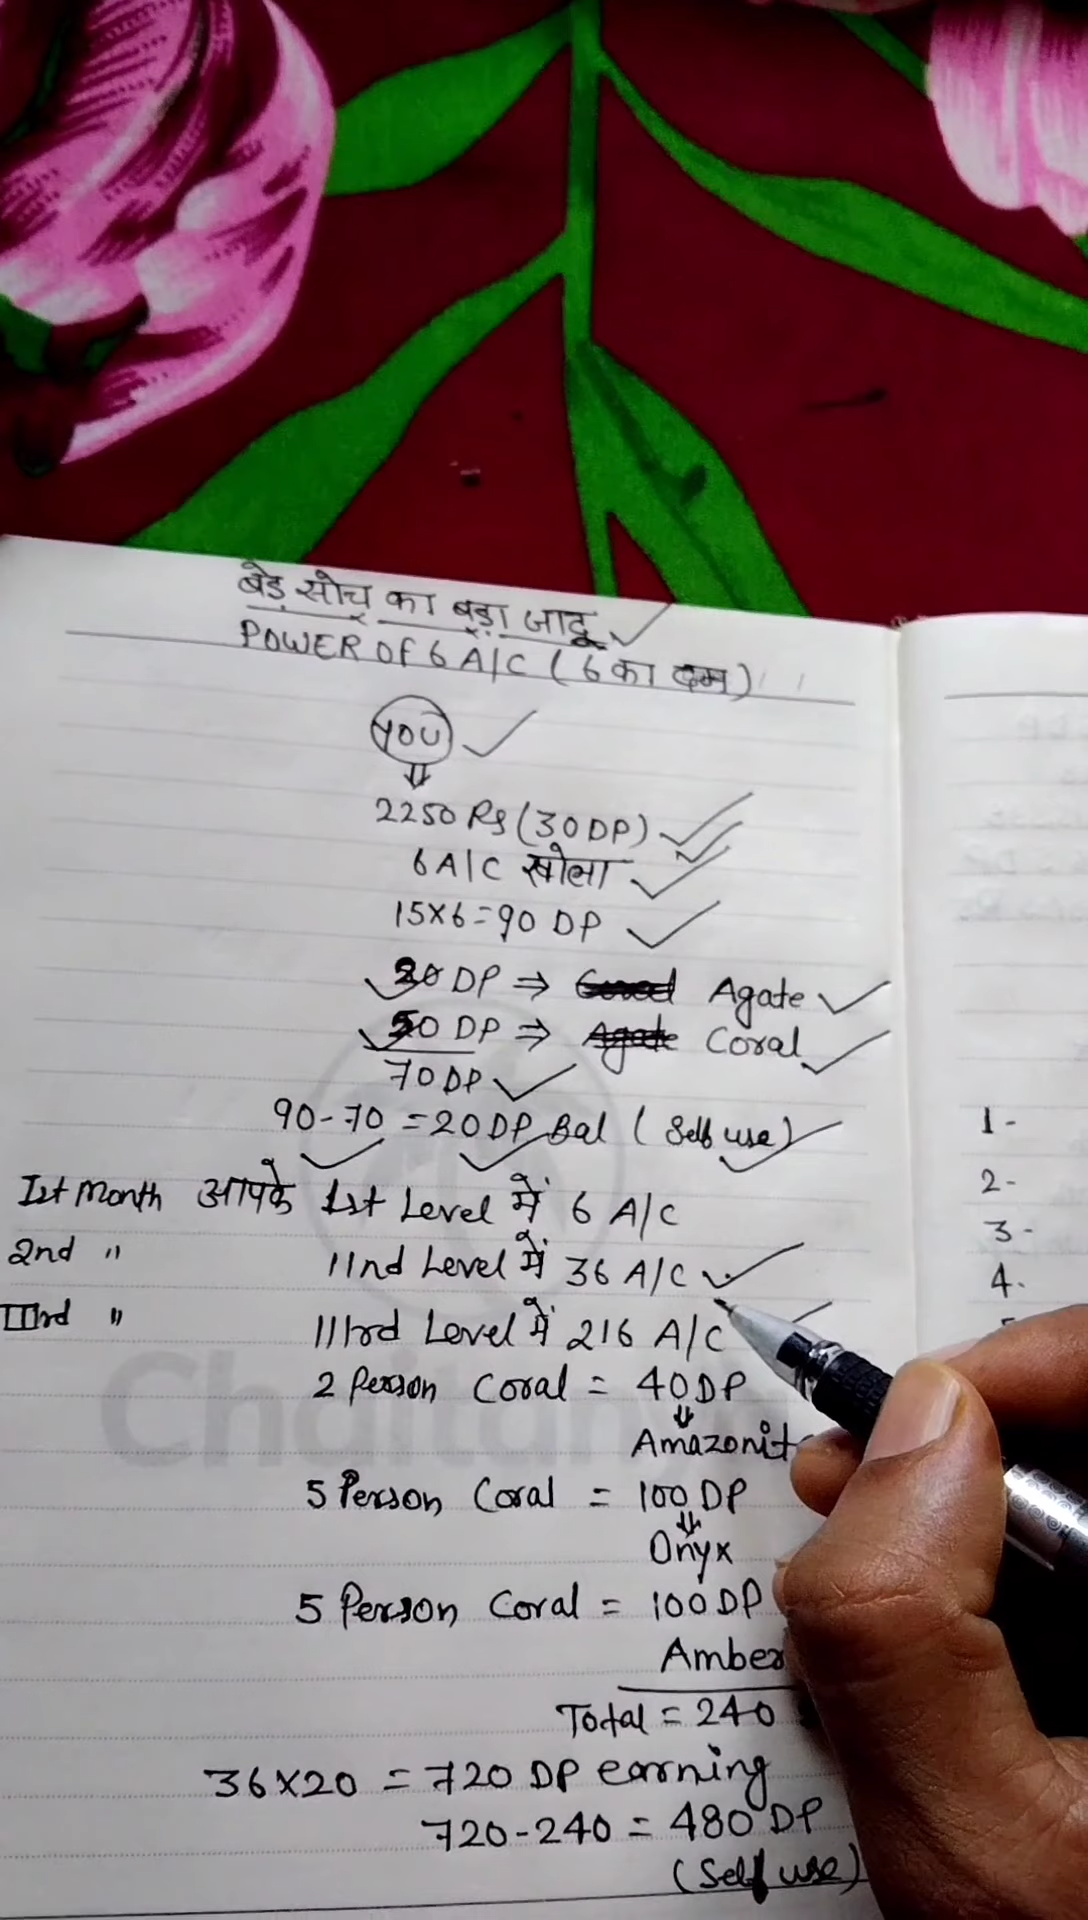 बड़े सोच का बड़ा जादू
POWER OF 6 A/C (6 का दम)
YOU
⇓
2250 Rs (30 DP)
6 A/C खोला
15×6=90 DP
20 DP ⇒ Agate
50 DP ⇒ Coral
70 DP
90-70 = 20 DP Bal (Self use)
Ist Month आपके 1st Level में 6 A/C
2nd " IInd Level में 36 A/C
IIIrd " IIIrd Level में 216 A/C
2 Person Coral = 40 DP
⇓
Amazonit
5 Person Coral = 100 DP
⇓
Onyx
5 Person Coral = 100 DP
Amber
Total = 240
36×20 = 720 DP earning
720-240 = 480 DP
(Self use)
1-
2-
3-
4.
Chaitany